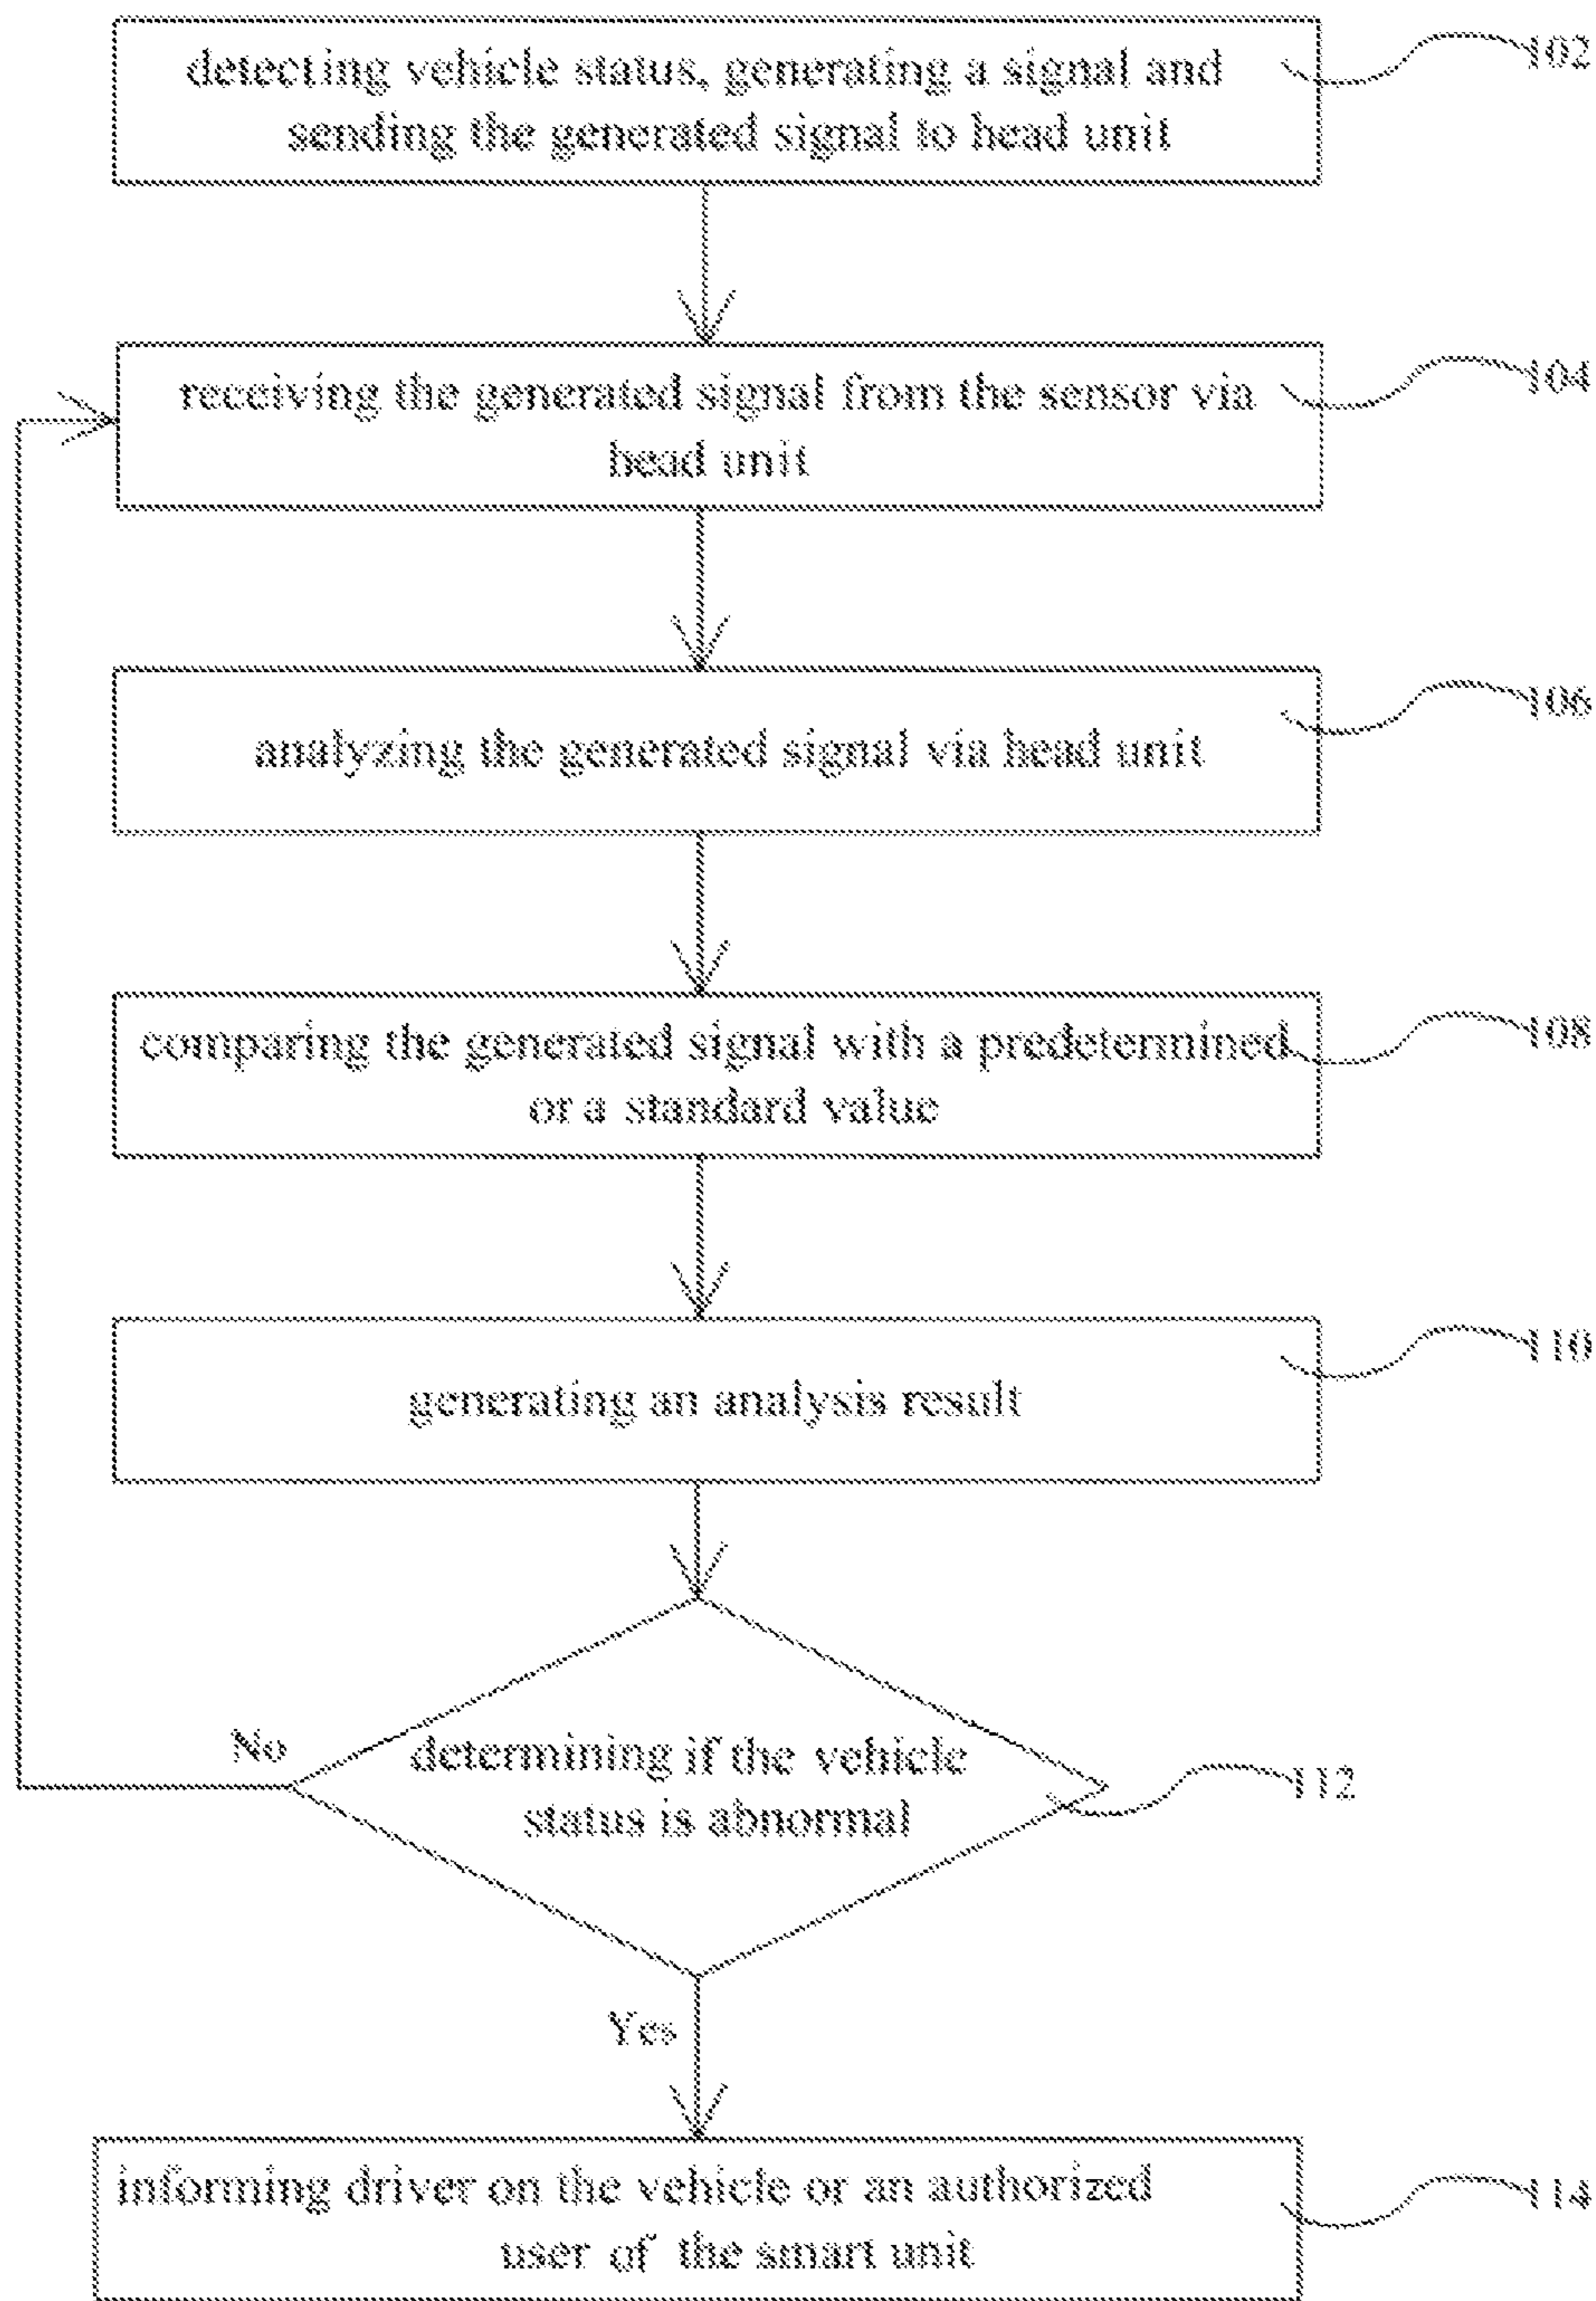 detecting vehicle status, generating a signal and
sending the generated signal to head unit
102
receiving the generated signal from the sensor via
head unit
104
analyzing the generated signal via head unit
106
comparing the generated signal with a predetermined
or a standard value
108
generating an analysis result
110
No
determining if the vehicle
status is abnormal
112
Yes
informing driver on the vehicle or an authorized
user of the smart unit
114